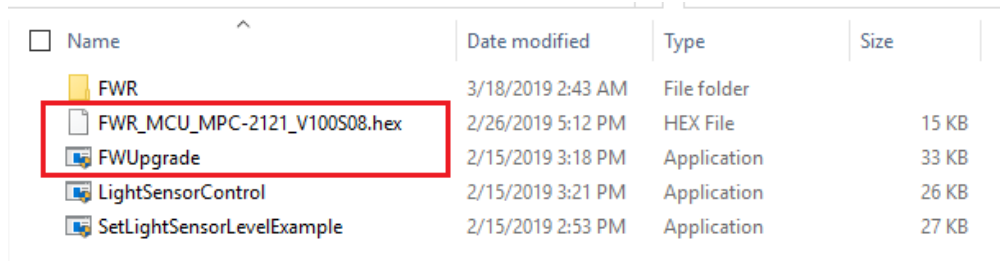 Name Date modified Type Size
FWR 3/18/2019 2:43 AM File folder
FWR_MCU_MPC-2121_V100S08.hex 2/26/2019 5:12 PM HEX File 15 KB
FWUpgrade 2/15/2019 3:18 PM Application 33 KB
LightSensorControl 2/15/2019 3:21 PM Application 26 KB
SetLightSensorLevelExample 2/15/2019 2:53 PM Application 27 KB